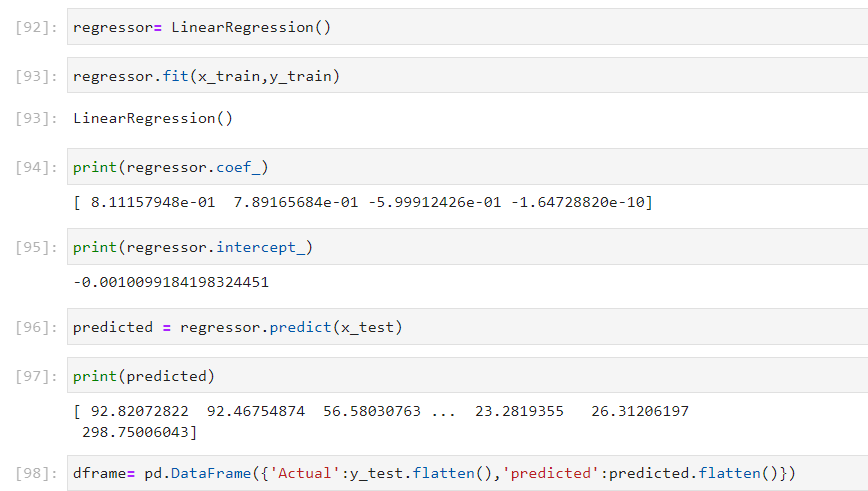 [92]: regressor= LinearRegression()
[93]: regressor.fit(x_train,y_train)
[93]: LinearRegression()
[94]: print(regressor.coef_)
[ 8.11157948e-01  7.89165684e-01 -5.99912426e-01 -1.64728820e-10]
[95]: print(regressor.intercept_)
-0.0010099184198324451
[96]: predicted = regressor.predict(x_test)
[97]: print(predicted)
[ 92.82072822  92.46754874  56.58030763 ...  23.2819355   26.31206197
298.75006043]
[98]: dframe= pd.DataFrame({'Actual':y_test.flatten(),'predicted':predicted.flatten()})